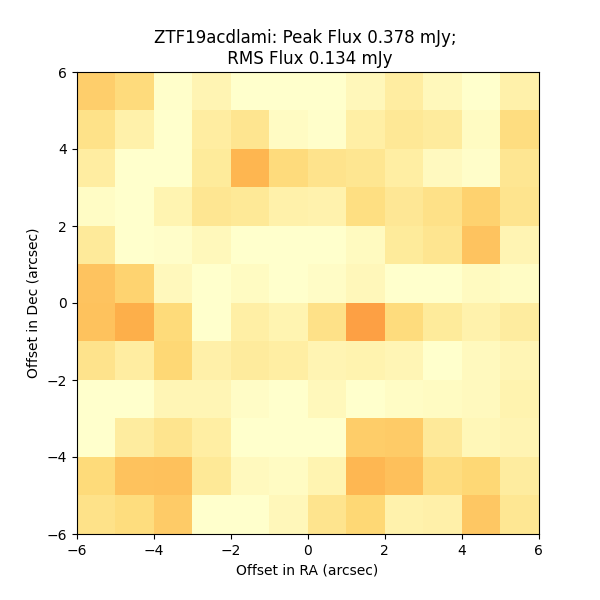 ZTF19acdlami: Peak Flux 0.378 mJy;
RMS Flux 0.134 mJy
6
4
2
0
−2
−4
−6
Offset in Dec (arcsec)
−6 −4 −2 0 2 4 6
Offset in RA (arcsec)